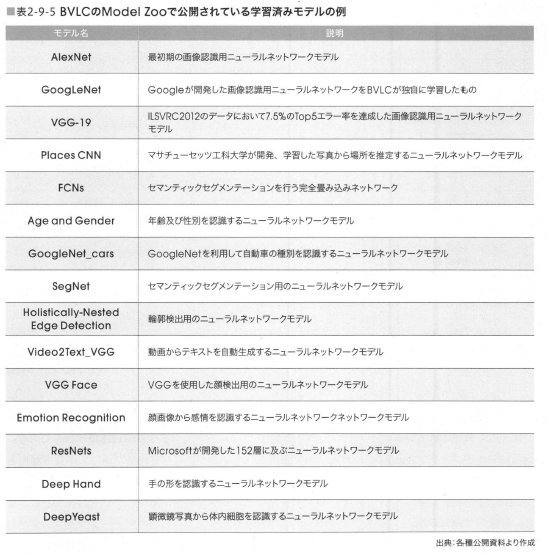 ■表2-9-5 BVLCのModel Zooで公開されている学習済みモデルの例
モデル名 説明
AlexNet 最初期の画像認識用ニューラルネットワークモデル
GoogLeNet Googleが開発した画像認識用ニューラルネットワークをBVLCが独自に学習したもの
VGG-19 ILSVRC2012のデータにおいて7.5%のTop5エラー率を達成した画像認識用ニューラルネットワーク
モデル
Places CNN マサチューセッツ工科大学が開発、学習した写真から場所を推定するニューラルネットワークモデル
FCNs セマンティックセグメンテーションを行う完全畳み込みネットワーク
Age and Gender 年齢及び性別を認識するニューラルネットワークモデル
GoogleNet_cars GoogleNetを利用して自動車の種別を認識するニューラルネットワークモデル
SegNet セマンティックセグメンテーション用のニューラルネットワークモデル
Holistically-Nested
Edge Detection 輪郭検出用のニューラルネットワークモデル
Video2Text_VGG 動画からテキストを自動生成するニューラルネットワークモデル
VGG Face VGGを使用した顔検出用のニューラルネットワークモデル
Emotion Recognition 顔画像から感情を認識するニューラルネットワークネットワークモデル
ResNets Microsoftが開発した152層に及ぶニューラルネットワークモデル
Deep Hand 手の形を認識するニューラルネットワークモデル
DeepYeast 顕微鏡写真から体内細胞を認識するニューラルネットワークモデル
出典:各種公開資料より作成